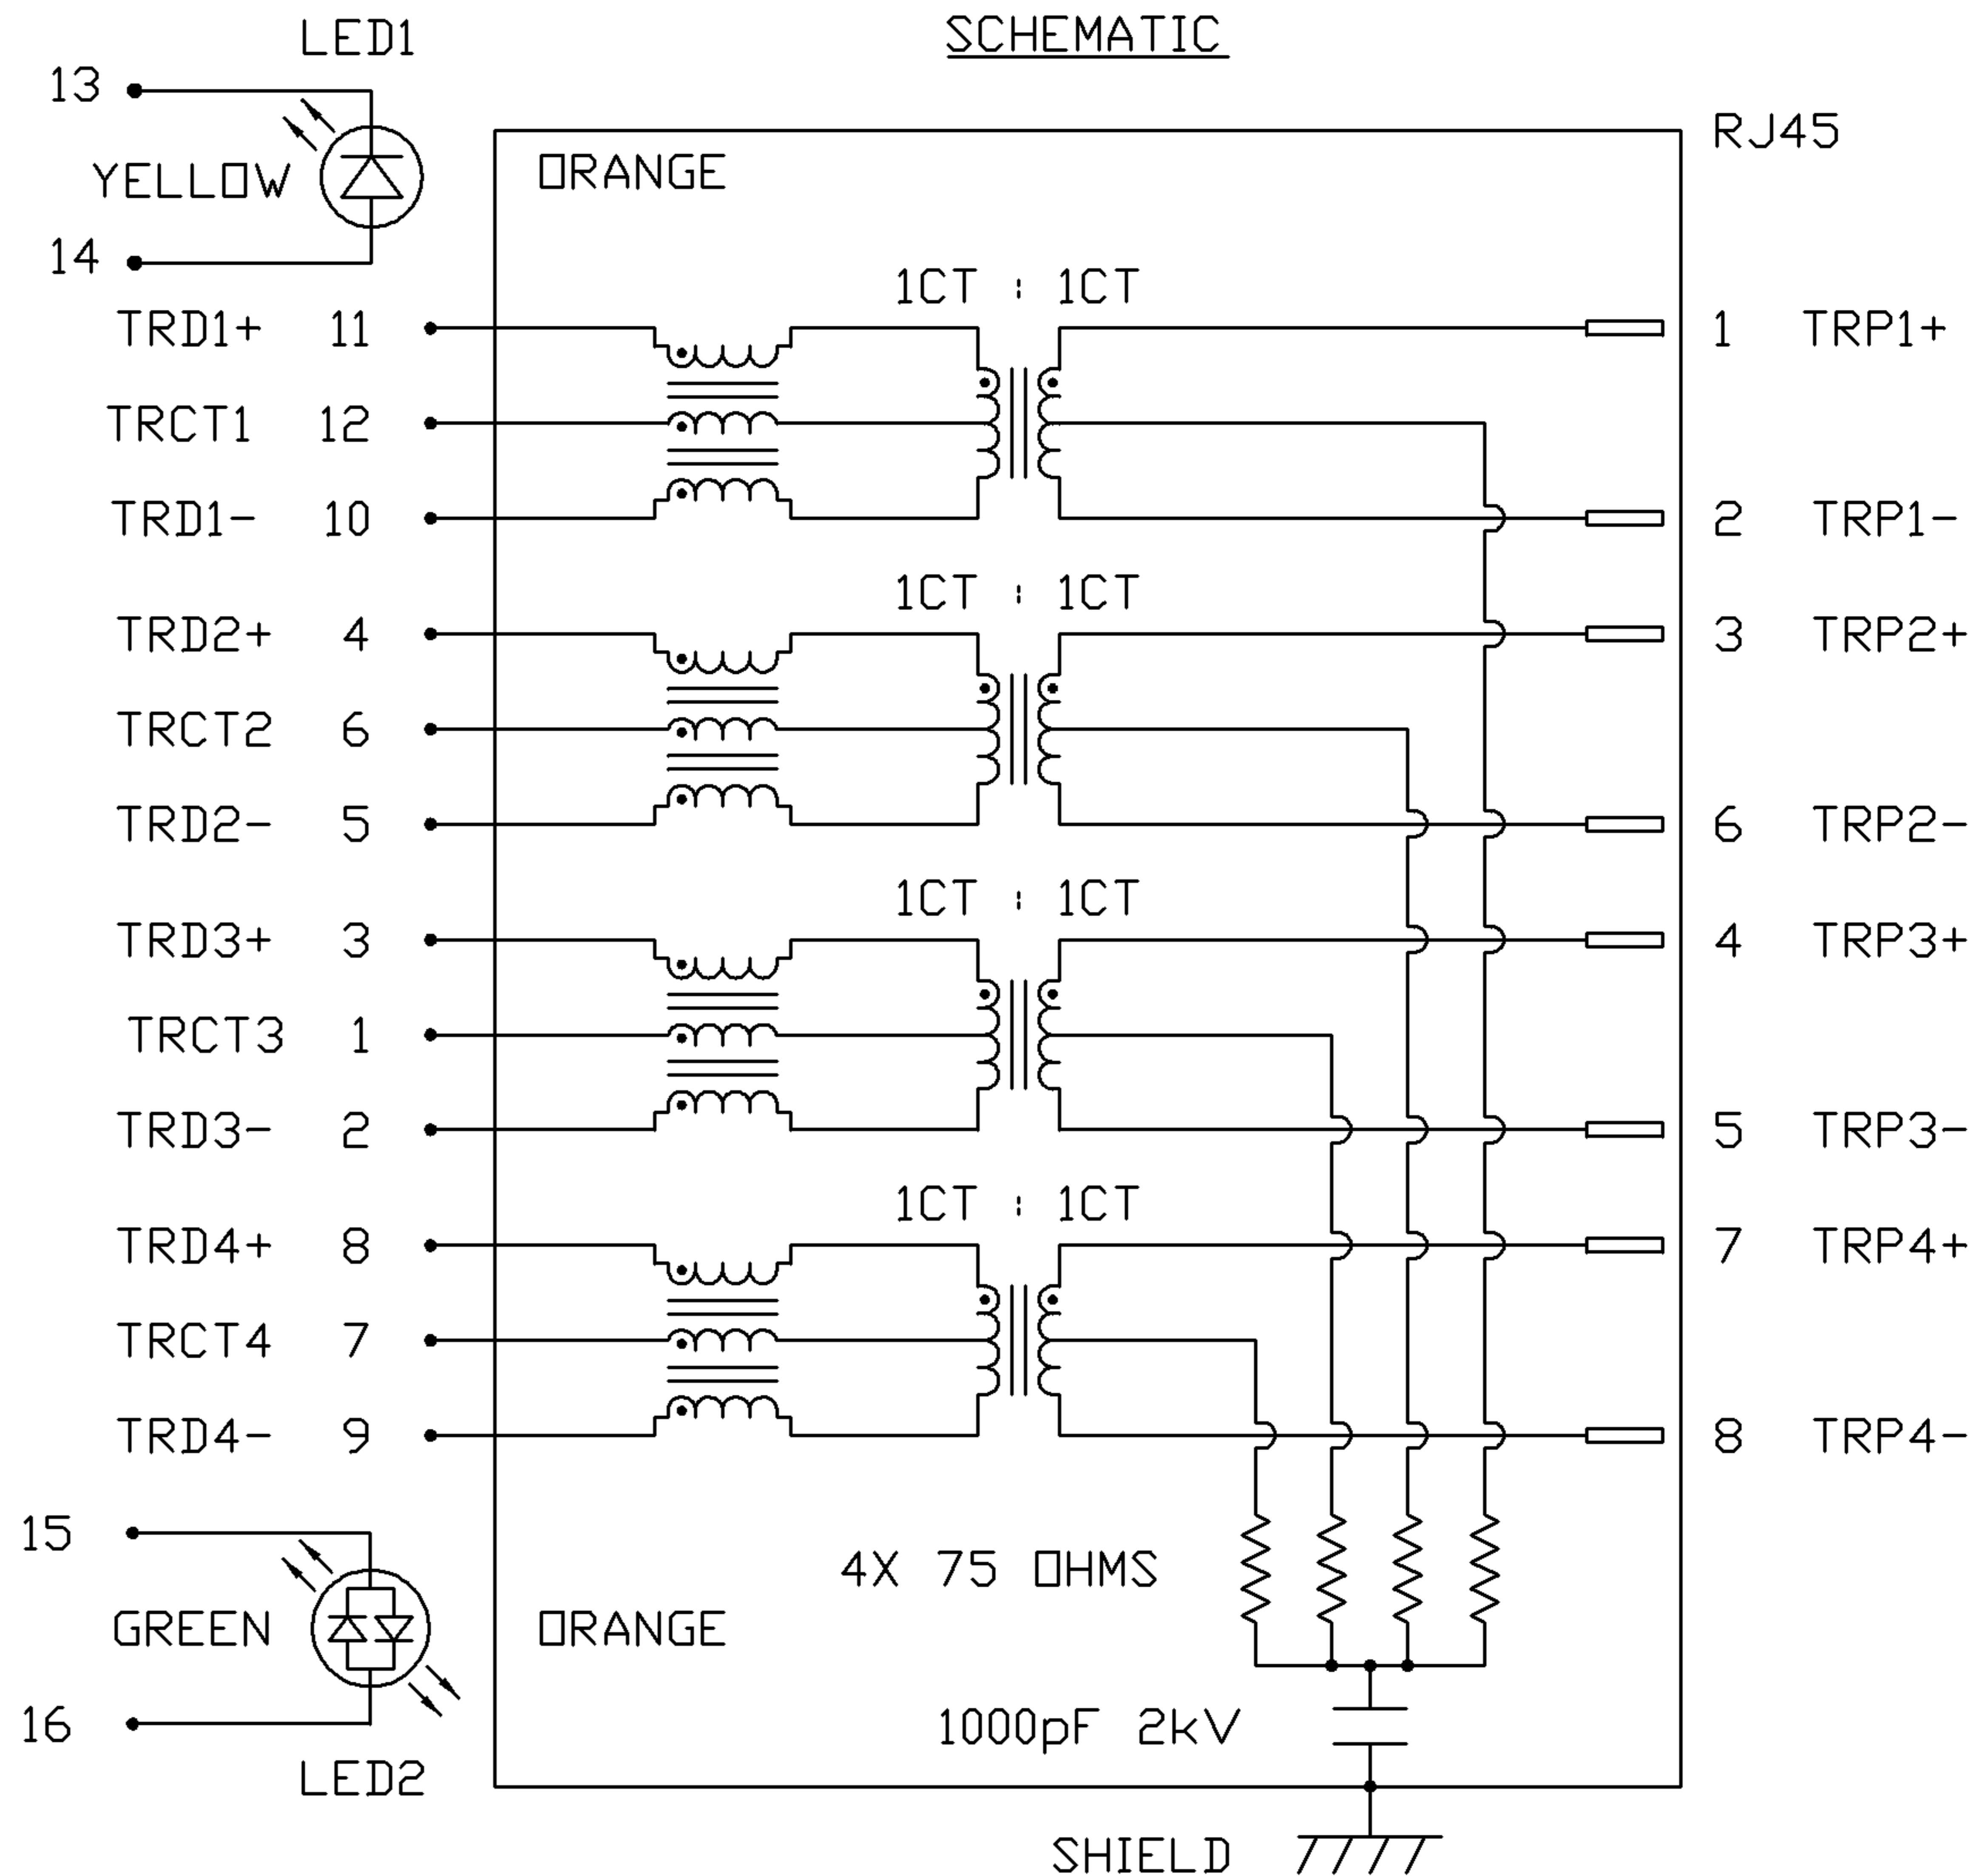 LED1
SCHEMATIC
13
RJ45
YELLOW
ORANGE
14
1CT : 1CT
TRD1+ 11
1 TRP1+
TRCT1 12
TRD1- 10
2 TRP1-
1CT : 1CT
TRD2+ 4
3 TRP2+
TRCT2 6
TRD2- 5
6 TRP2-
1CT : 1CT
TRD3+ 3
4 TRP3+
TRCT3 1
TRD3- 2
5 TRP3-
1CT : 1CT
TRD4+ 8
7 TRP4+
TRCT4 7
TRD4- 9
8 TRP4-
15
4X 75 OHMS
GREEN
ORANGE
16
1000pF 2kV
LED2
SHIELD